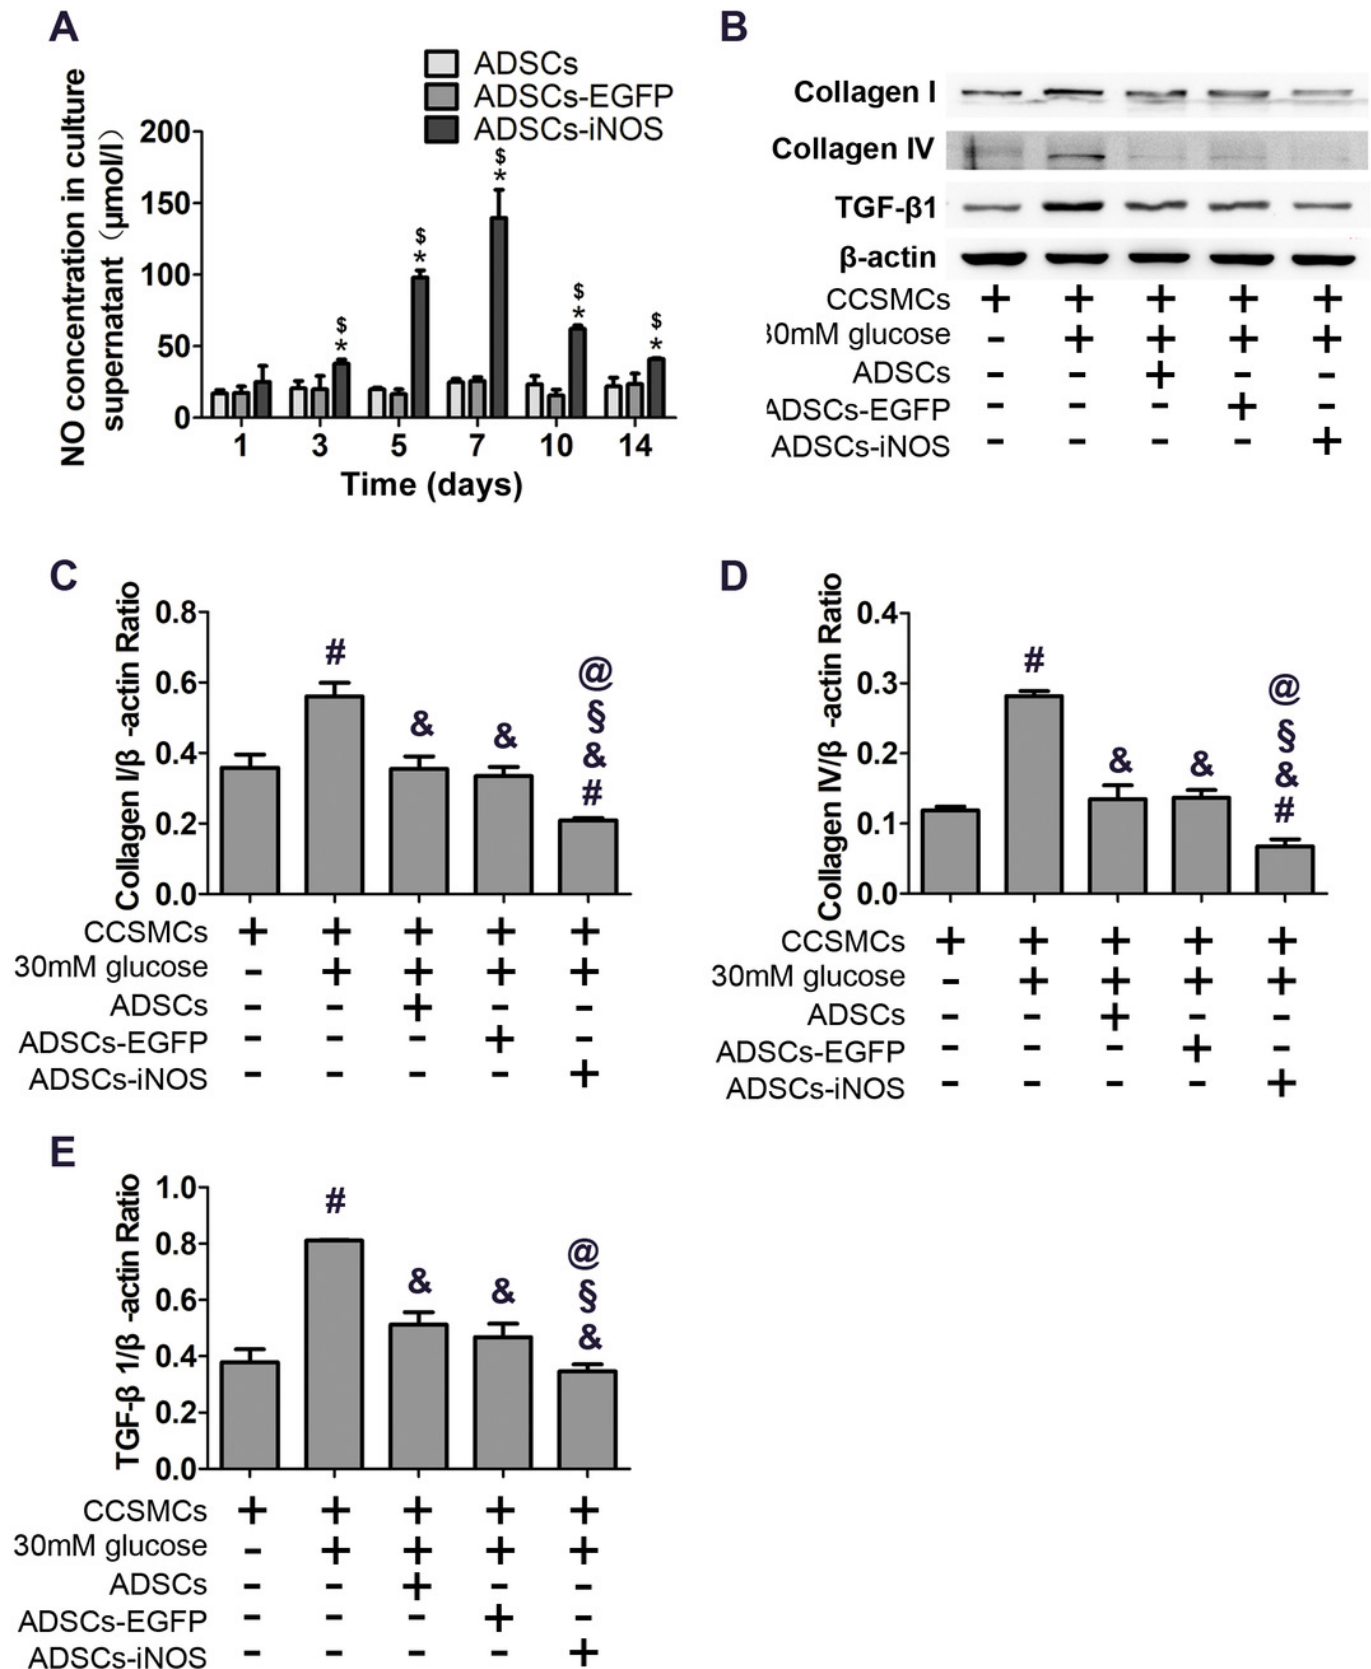 A
NO concentration in culture
supernatant（μmol/l）
ADSCs
ADSCs-EGFP
ADSCs-iNOS
200
150
100
50
0
$
*
$
*
$
*
$
*
$
*
1 3 5 7 10 14
Time (days)
B
Collagen I
Collagen IV
TGF-β1
β-actin
CCSMCs + + + + +
30mM glucose - + + + +
ADSCs - - + - -
ADSCs-EGFP - - - + -
ADSCs-iNOS - - - - +
C
Collagen I/β -actin Ratio
0.8
0.6
0.4
0.2
0.0
#
&
&
@
§
&
#
CCSMCs + + + + +
30mM glucose - + + + +
ADSCs - - + - -
ADSCs-EGFP - - - + -
ADSCs-iNOS - - - - +
D
Collagen IV/β -actin Ratio
0.4
0.3
0.2
0.1
0.0
#
&
&
@
§
&
#
CCSMCs + + + + +
30mM glucose - + + + +
ADSCs - - + - -
ADSCs-EGFP - - - + -
ADSCs-iNOS - - - - +
E
TGF-β 1/β -actin Ratio
1.0
0.8
0.6
0.4
0.2
0.0
#
&
&
@
§
&
CCSMCs + + + + +
30mM glucose - + + + +
ADSCs - - + - -
ADSCs-EGFP - - - + -
ADSCs-iNOS - - - - +